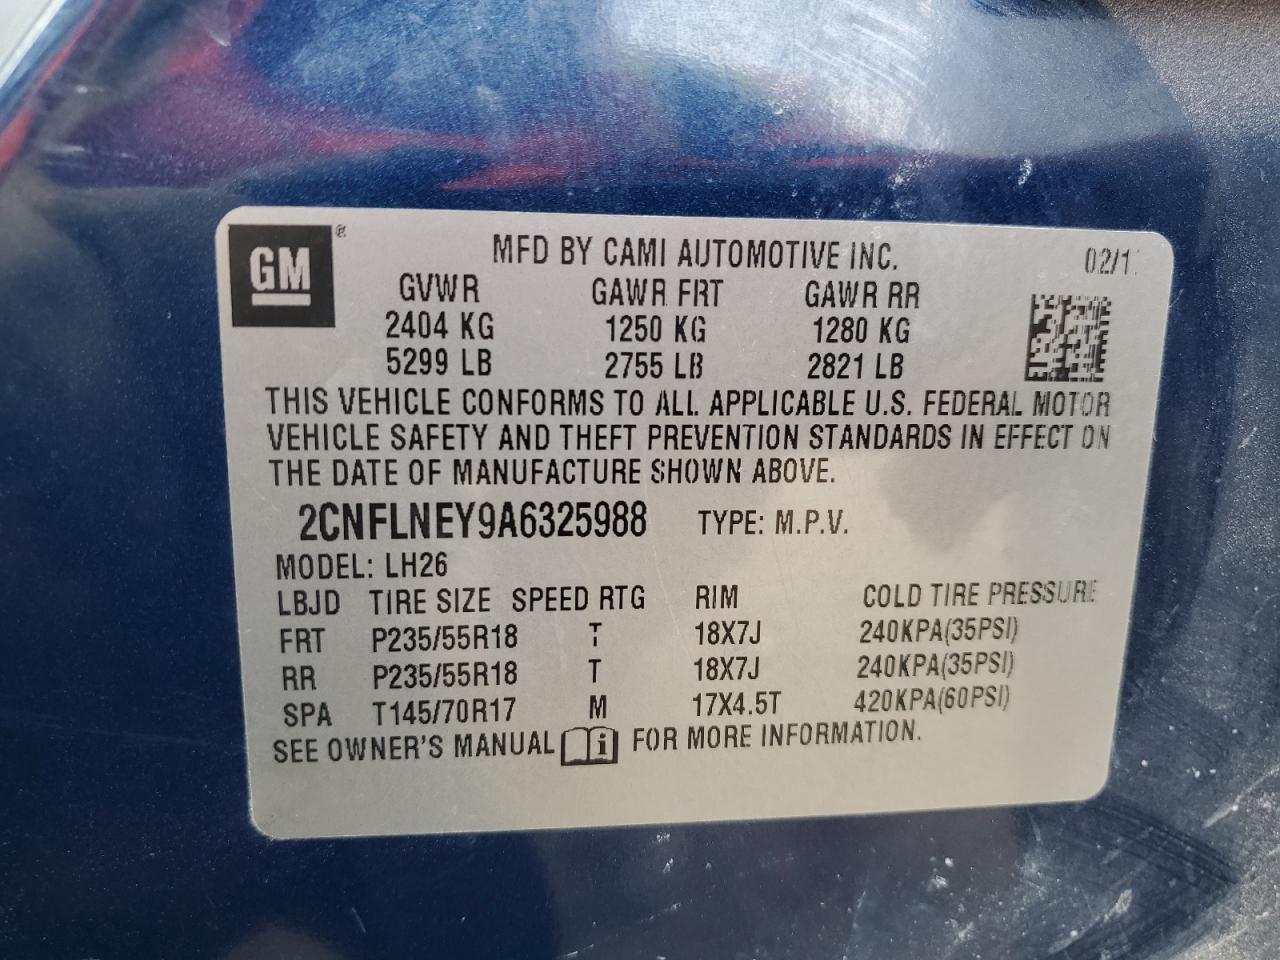 GM®
MFD BY CAMI AUTOMOTIVE INC. 02/1
GVWR GAWR FRT GAWR RR
2404 KG 1250 KG 1280 KG
5299 LB 2755 LB 2821 LB
THIS VEHICLE CONFORMS TO ALL APPLICABLE U.S. FEDERAL MOTOR
VEHICLE SAFETY AND THEFT PREVENTION STANDARDS IN EFFECT ON
THE DATE OF MANUFACTURE SHOWN ABOVE.
2CNFLNEY9A6325988 TYPE: M.P.V.
MODEL: LH26
LBJD TIRE SIZE SPEED RTG RIM COLD TIRE PRESSURE
FRT P235/55R18 T 18X7J 240KPA(35PSI)
RR P235/55R18 T 18X7J 240KPA(35PSI)
SPA T145/70R17 M 17X4.5T 420KPA(60PSI)
SEE OWNER'S MANUAL i FOR MORE INFORMATION.